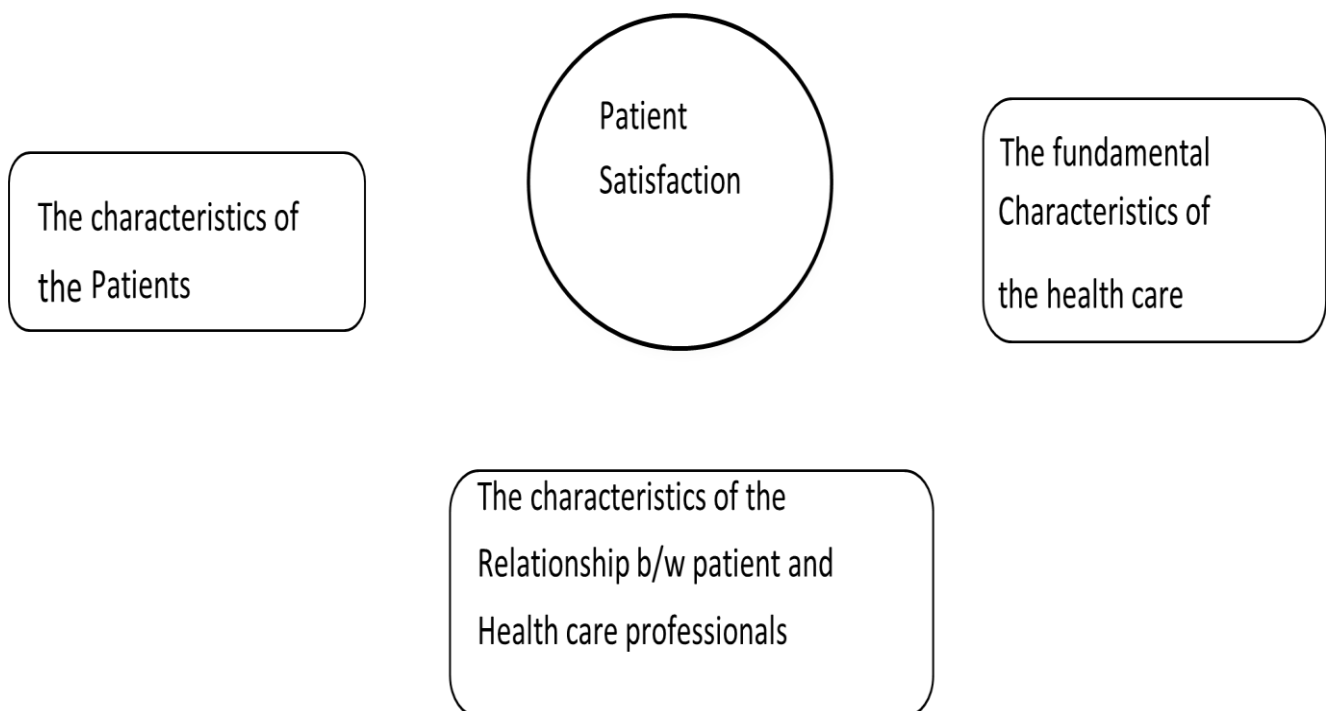 Patient
Satisfaction
The characteristics of
the Patients
The fundamental
Characteristics of
the health care
The characteristics of the
Relationship b/w patient and
Health care professionals